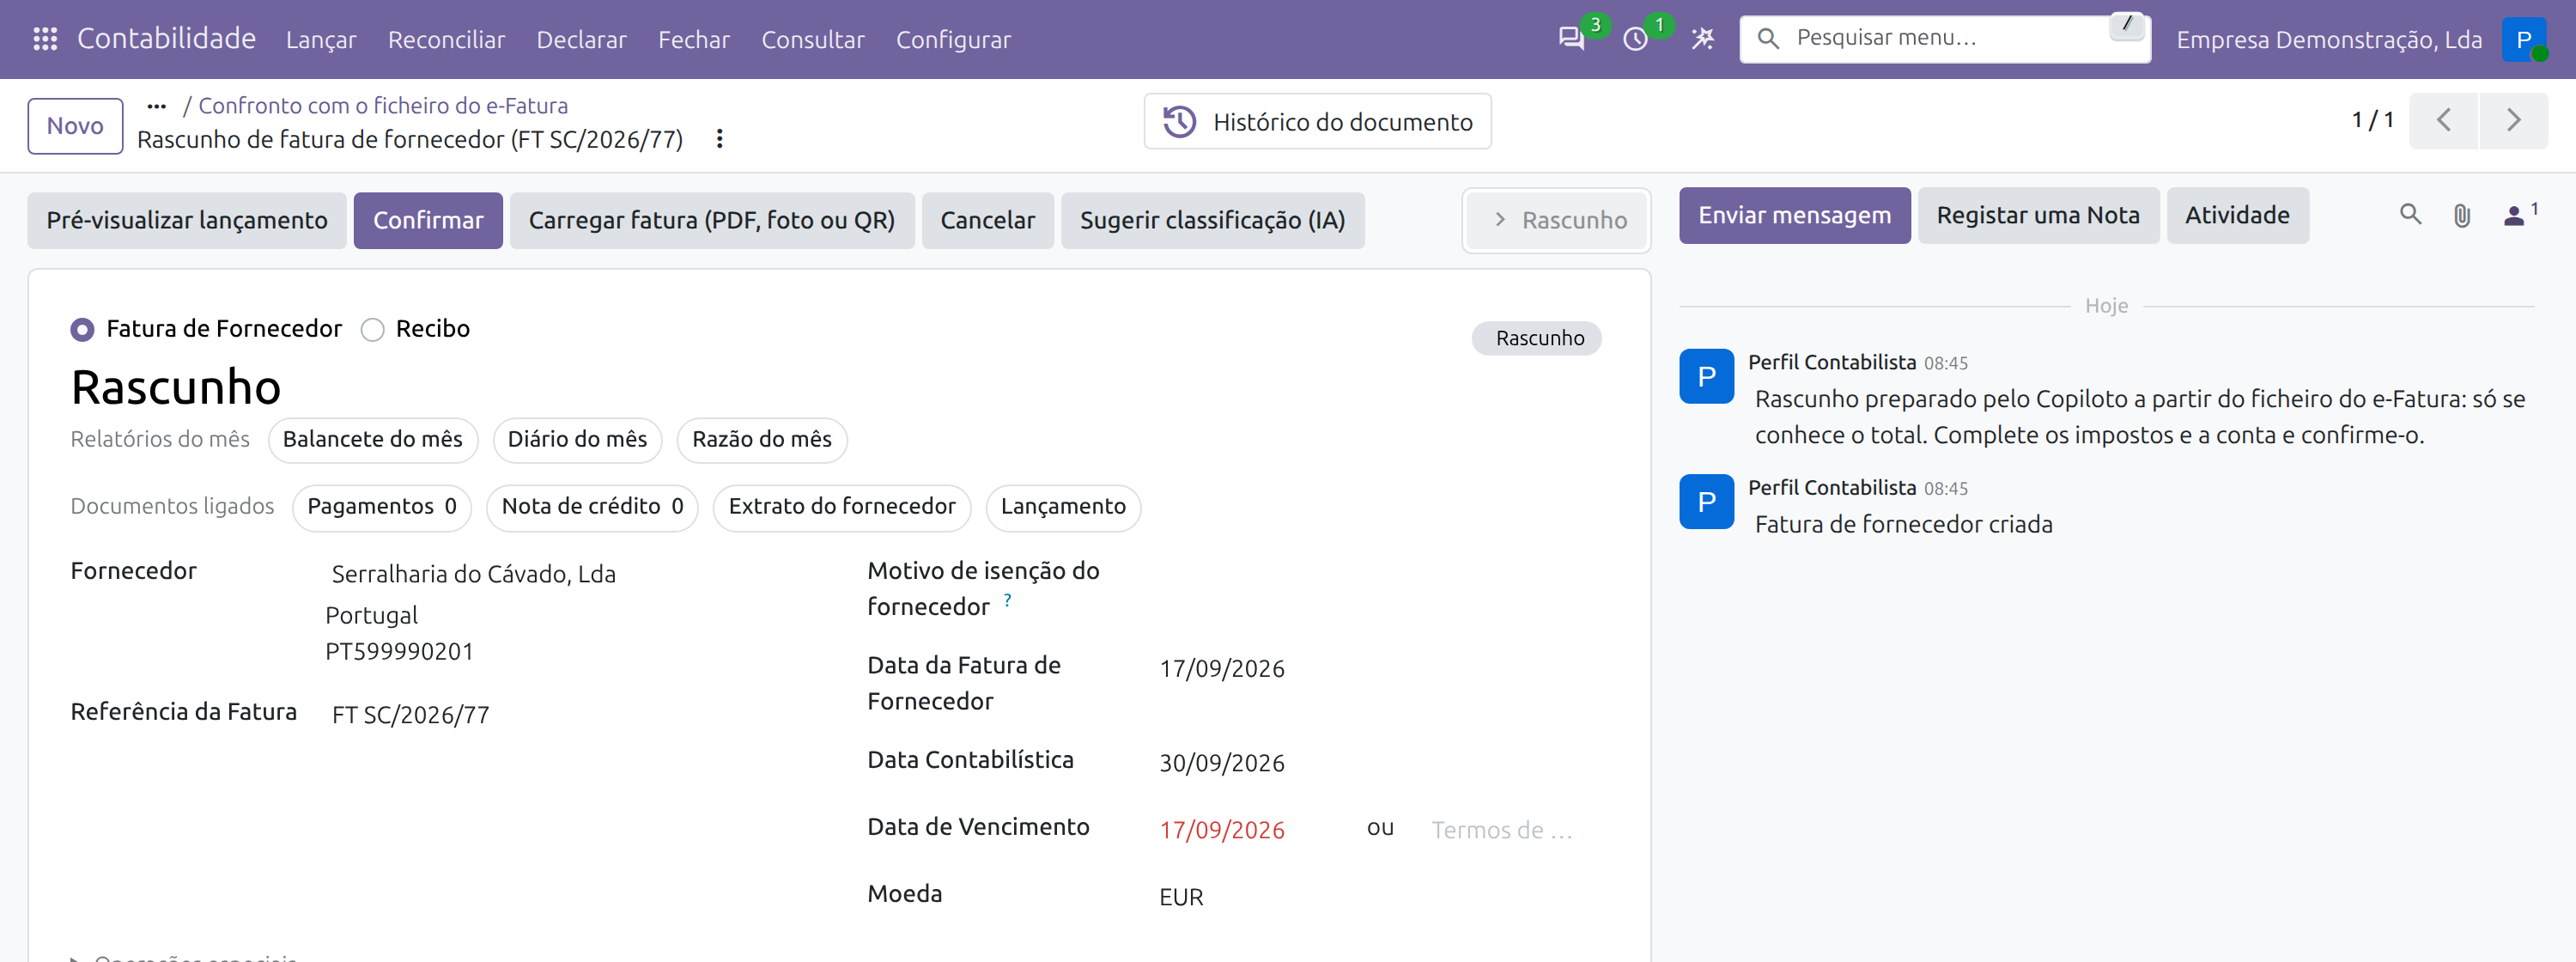 Contabilidade Lançar Reconciliar Declarar Fechar Consultar Configurar 3 1 Pesquisar menu... / Empresa Demonstração, Lda P
Novo ... / Confronto com o ficheiro do e-Fatura
Rascunho de fatura de fornecedor (FT SC/2026/77)
Histórico do documento
1 / 1
Pré-visualizar lançamento Confirmar Carregar fatura (PDF, foto ou QR) Cancelar Sugerir classificação (IA) Rascunho
Enviar mensagem Registar uma Nota Atividade 1
Fatura de Fornecedor Recibo
Rascunho
Rascunho
Relatórios do mês Balancete do mês Diário do mês Razão do mês
Documentos ligados Pagamentos 0 Nota de crédito 0 Extrato do fornecedor Lançamento
Fornecedor Serralharia do Cávado, Lda
Portugal
PT599990201
Referência da Fatura FT SC/2026/77
Motivo de isenção do
fornecedor ?
Data da Fatura de
Fornecedor 17/09/2026
Data Contabilística 30/09/2026
Data de Vencimento 17/09/2026 ou Termos de ...
Moeda EUR
Operações especiais
Hoje
P Perfil Contabilista 08:45
Rascunho preparado pelo Copiloto a partir do ficheiro do e-Fatura: só se
conhece o total. Complete os impostos e a conta e confirme-o.
P Perfil Contabilista 08:45
Fatura de fornecedor criada